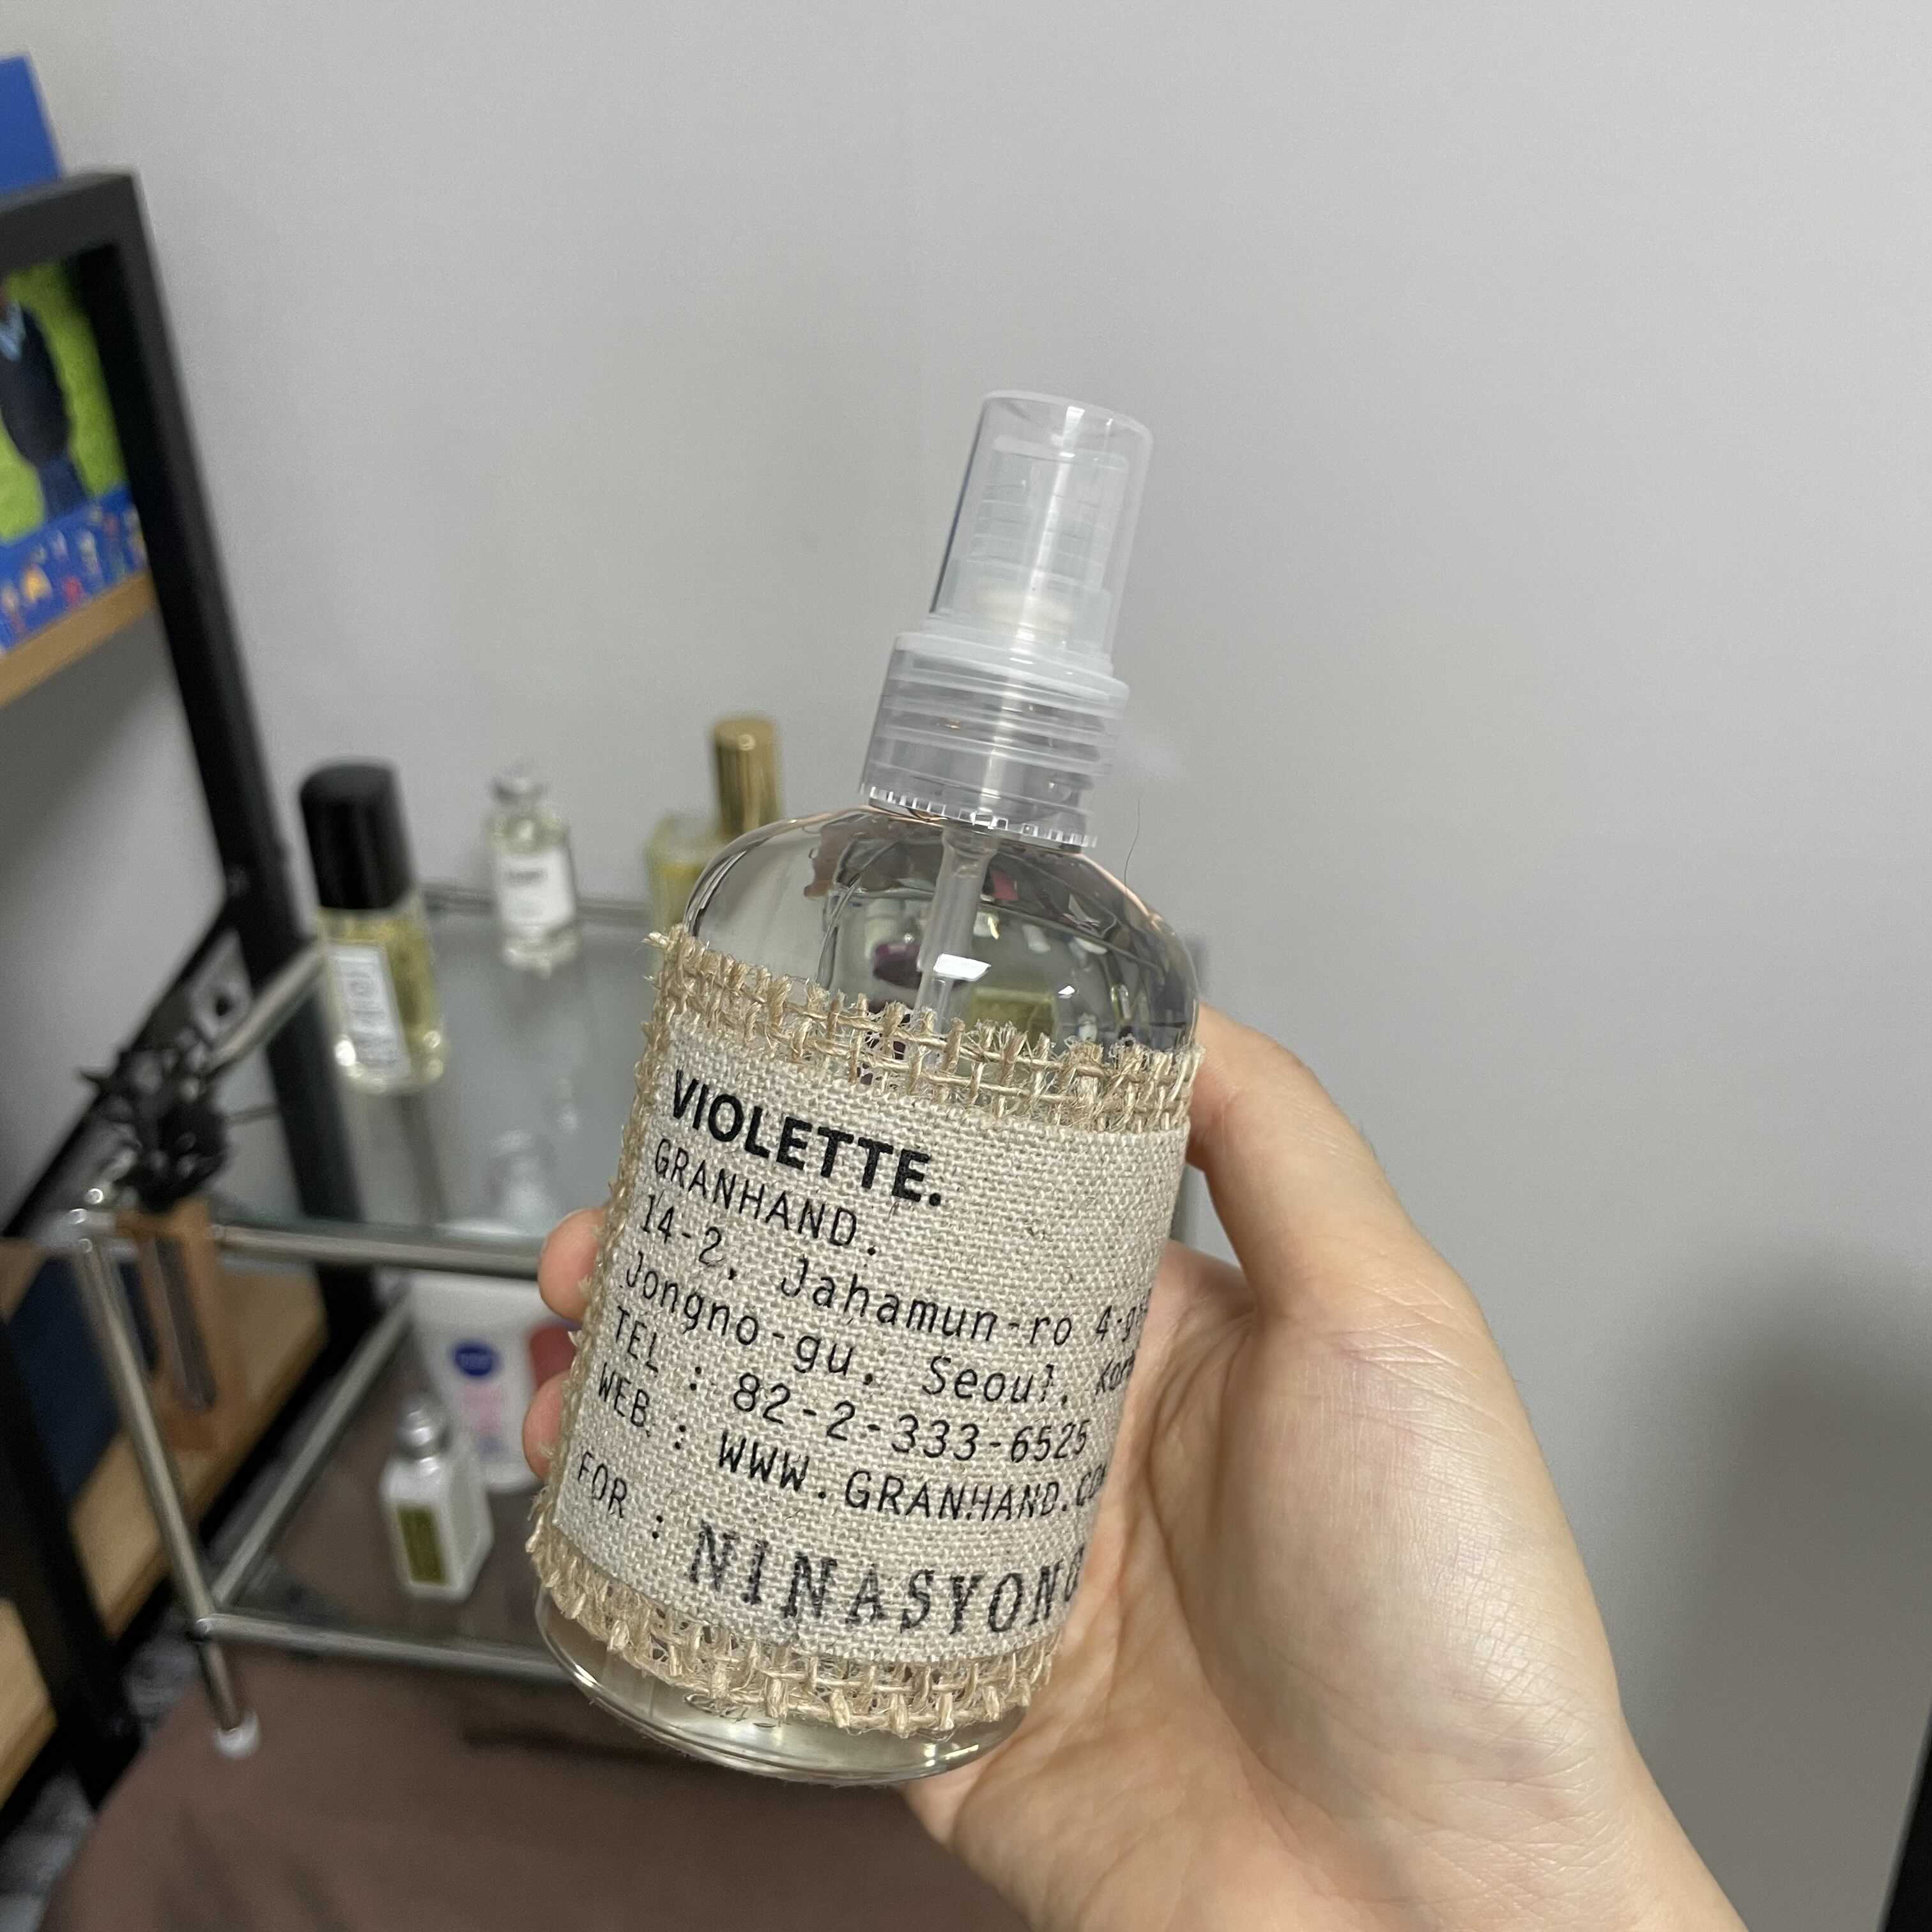 VIOLETTE.
GRANHAND.
14-2, Jahamun-ro
Jongno-gu, Seoul,
TEL : 82-2-333-6525
WEB : WWW.GRANHAND.CO
FOR : NINASYONG